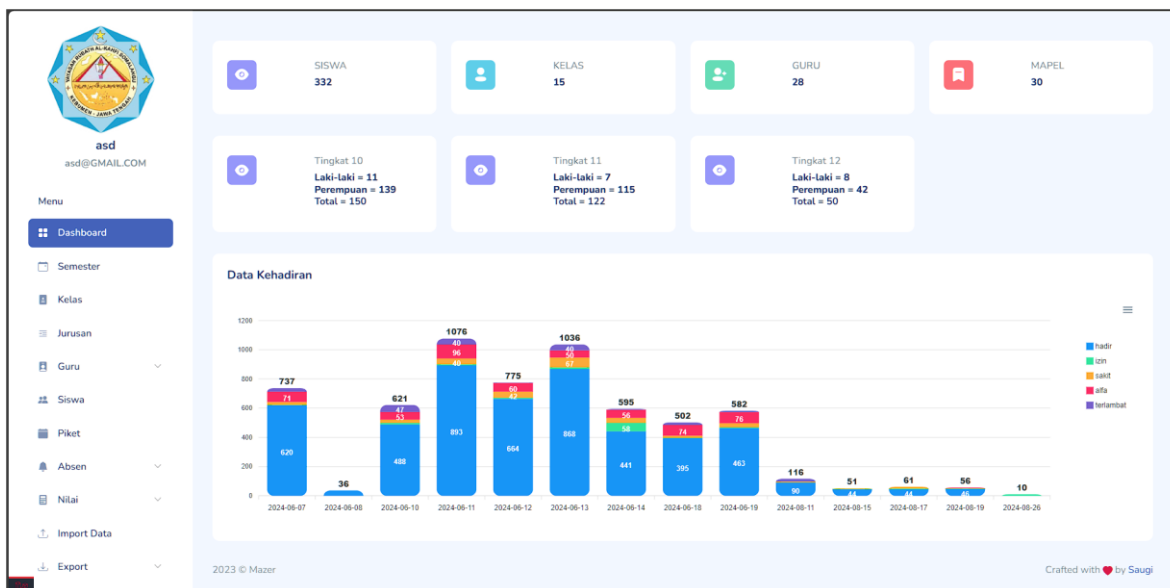 asd
asd@GMAIL.COM
Menu
Dashboard
Semester
Kelas
Jurusan
Guru
Siswa
Piket
Absen
Nilai
Import Data
Export
SISWA
332
KELAS
15
GURU
28
MAPEL
30
Tingkat 10
Laki-laki = 11
Perempuan = 139
Total = 150
Tingkat 11
Laki-laki = 7
Perempuan = 115
Total = 122
Tingkat 12
Laki-laki = 8
Perempuan = 42
Total = 50
Data Kehadiran
1200
1000
800
600
400
200
0
737
71
620
36
621
47
53
488
1076
40
96
40
893
775
60
42
664
1036
40
50
67
868
595
56
58
441
502
74
395
582
76
463
116
90
51
44
61
44
56
46
10
2024-06-07
2024-06-08
2024-06-10
2024-06-11
2024-06-12
2024-06-13
2024-06-14
2024-06-18
2024-06-19
2024-08-11
2024-08-15
2024-08-17
2024-08-19
2024-08-26
hadir
izin
sakit
alfa
terlambat
2023 © Mazer
Crafted with ❤ by Saugi